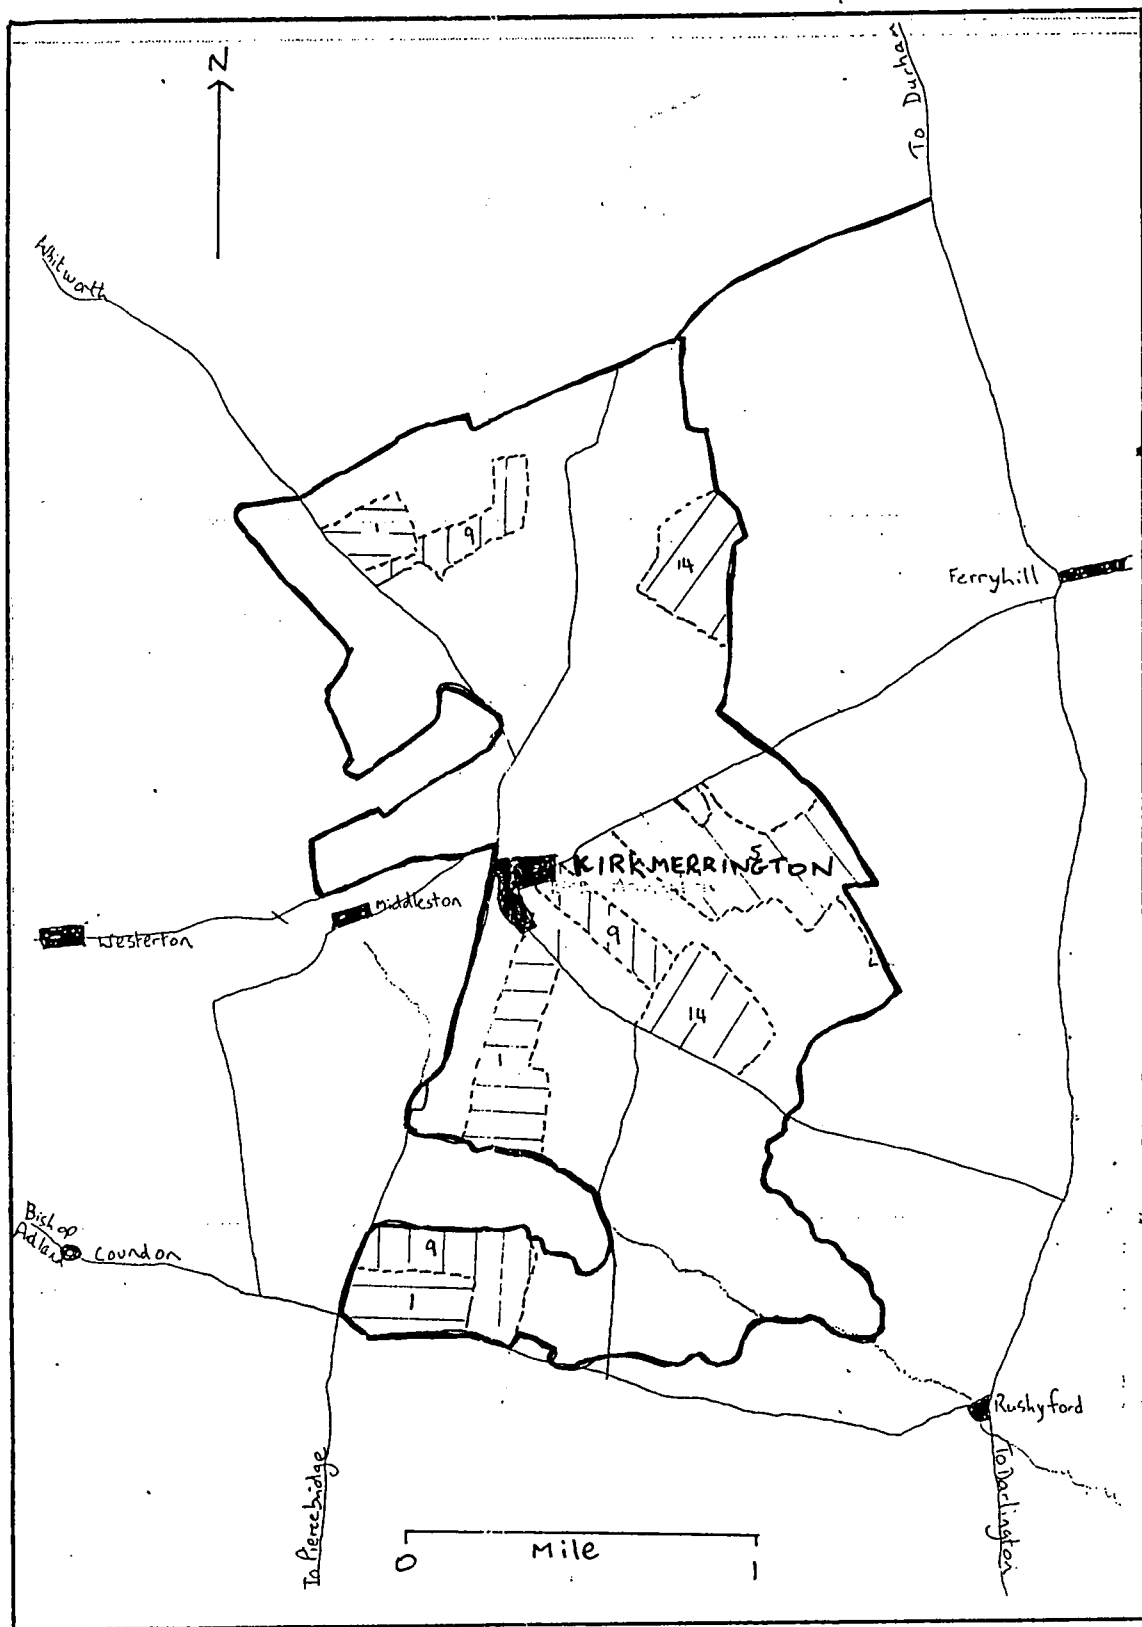 N
To Durham
Whitworth
1
9
14
Ferryhill
KIRKMERRINGTON
5
Middleston
Westerton
9
14
1
Bishop
Coundon
9
1
Rushyford
To Piercebridge
To Darlington
0
Mile
1